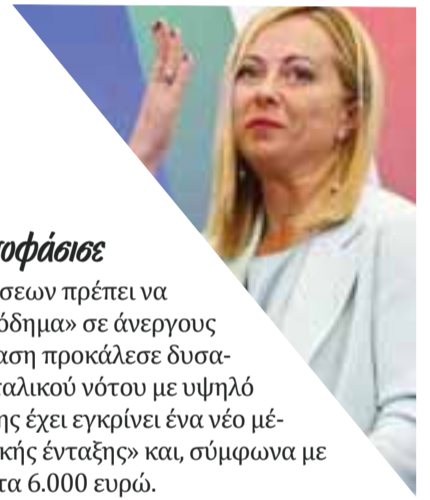 οφάσισε
σεων πρέπει να
όδημα» σε άνεργους
αση προκάλεσε δυσα-
ταλικού νότου με υψηλό
ης έχει εγκρίνει ένα νέο μέ-
κής ένταξης» και, σύμφωνα με
τα 6.000 ευρώ.